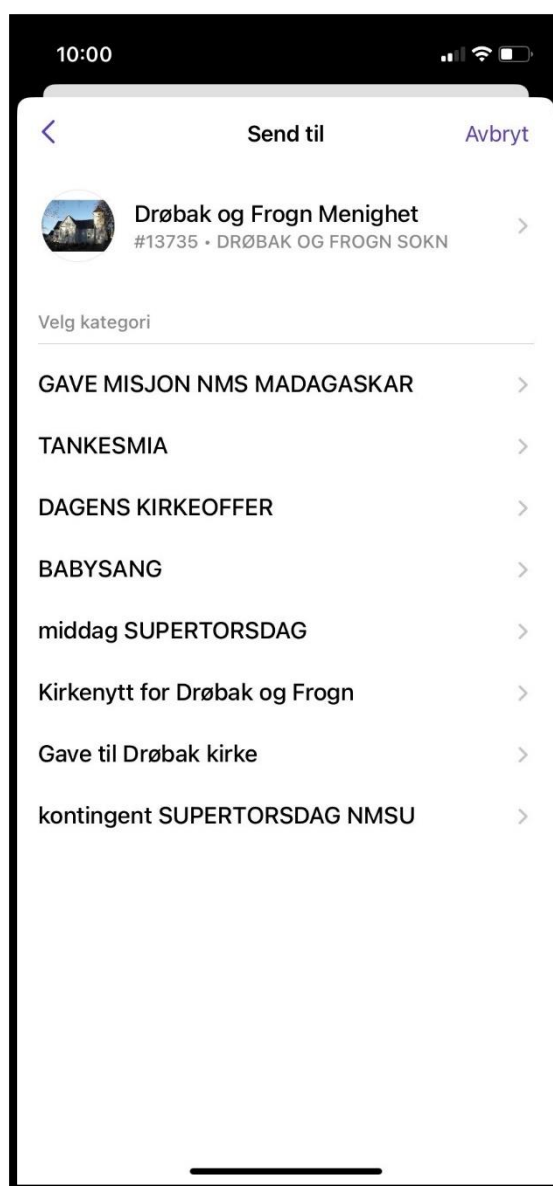 10:00
Send til
Avbryt
Drøbak og Frogn Menighet
#13735 • DRØBAK OG FROGN SOKN
Velg kategori
GAVE MISJON NMS MADAGASKAR
TANKESMIA
DAGENS KIRKEOFFER
BABYSANG
middag SUPERTORSDAG
Kirkenytt for Drøbak og Frogn
Gave til Drøbak kirke
kontingent SUPERTORSDAG NMSU